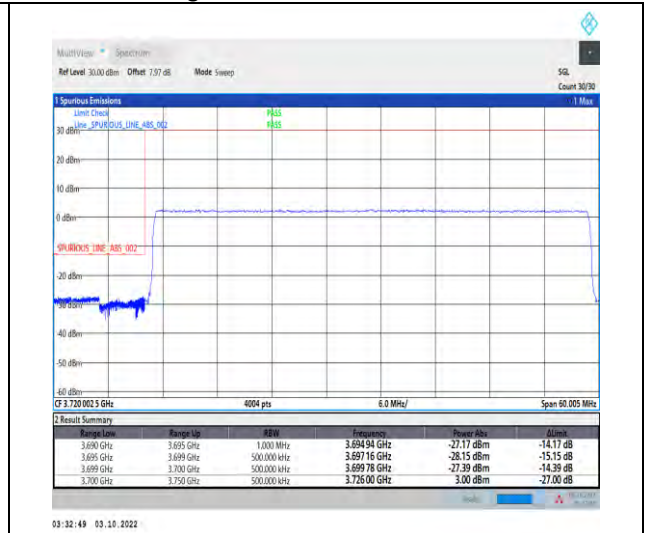 MultiView Spectrum
Ref Level 30.00 dBm Offset 7.97 dB Mode Sweep SGL
Count 30/30
1 Spurious Emissions 1 Max
Limit Check PASS
Line _SPURIOUS_LINE_ABS_002 PASS
30 dBm
20 dBm
10 dBm
0 dBm
_SPURIOUS_LINE_ABS_002
-20 dBm
-40 dBm
-50 dBm
-60 dBm
CF 3.720 002 5 GHz 4004 pts 6.0 MHz/ Span 60.005 MHz
2 Result Summary
Range Low Range Up RBW Frequency Power Abs ΔLimit
3.690 GHz 3.695 GHz 1.000 MHz 3.694 94 GHz -27.17 dBm -14.17 dB
3.695 GHz 3.699 GHz 500.000 kHz 3.697 16 GHz -28.15 dBm -15.15 dB
3.699 GHz 3.700 GHz 500.000 kHz 3.699 78 GHz -27.39 dBm -14.39 dB
3.700 GHz 3.750 GHz 500.000 kHz 3.726 00 GHz 3.00 dBm -27.00 dB
03:32:49 03.10.2022